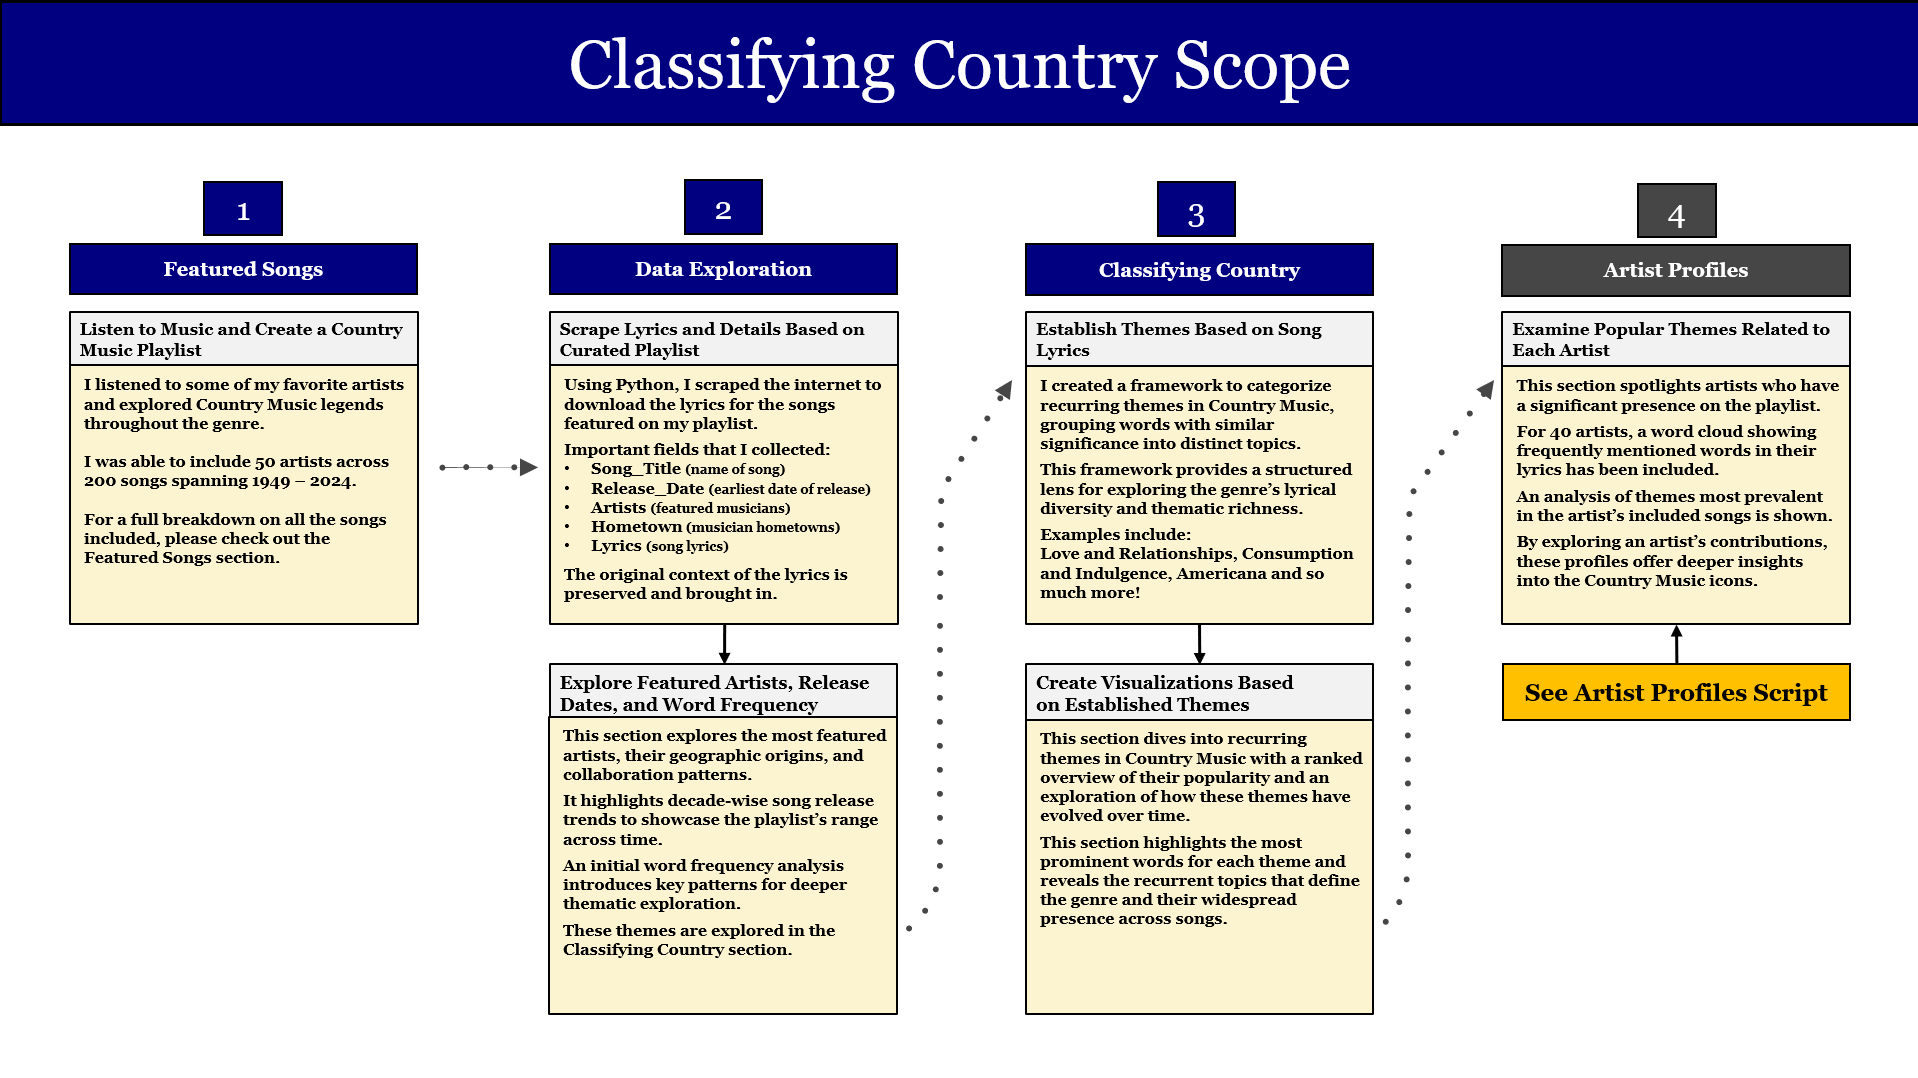 Classifying Country Scope
1
Featured Songs
Listen to Music and Create a Country
Music Playlist
I listened to some of my favorite artists
and explored Country Music legends
throughout the genre.
I was able to include 50 artists across
200 songs spanning 1949 – 2024.
For a full breakdown on all the songs
included, please check out the
Featured Songs section.
2
Data Exploration
Scrape Lyrics and Details Based on
Curated Playlist
Using Python, I scraped the internet to
download the lyrics for the songs
featured on my playlist.
Important fields that I collected:
• Song_Title (name of song)
• Release_Date (earliest date of release)
• Artists (featured musicians)
• Hometown (musician hometowns)
• Lyrics (song lyrics)
The original context of the lyrics is
preserved and brought in.
Explore Featured Artists, Release
Dates, and Word Frequency
This section explores the most featured
artists, their geographic origins, and
collaboration patterns.
It highlights decade-wise song release
trends to showcase the playlist’s range
across time.
An initial word frequency analysis
introduces key patterns for deeper
thematic exploration.
These themes are explored in the
Classifying Country section.
3
Classifying Country
Establish Themes Based on Song
Lyrics
I created a framework to categorize
recurring themes in Country Music,
grouping words with similar
significance into distinct topics.
This framework provides a structured
lens for exploring the genre’s lyrical
diversity and thematic richness.
Examples include:
Love and Relationships, Consumption
and Indulgence, Americana and so
much more!
Create Visualizations Based
on Established Themes
This section dives into recurring
themes in Country Music with a ranked
overview of their popularity and an
exploration of how these themes have
evolved over time.
This section highlights the most
prominent words for each theme and
reveals the recurrent topics that define
the genre and their widespread
presence across songs.
4
Artist Profiles
Examine Popular Themes Related to
Each Artist
This section spotlights artists who have
a significant presence on the playlist.
For 40 artists, a word cloud showing
frequently mentioned words in their
lyrics has been included.
An analysis of themes most prevalent
in the artist’s included songs is shown.
By exploring an artist’s contributions,
these profiles offer deeper insights
into the Country Music icons.
See Artist Profiles Script